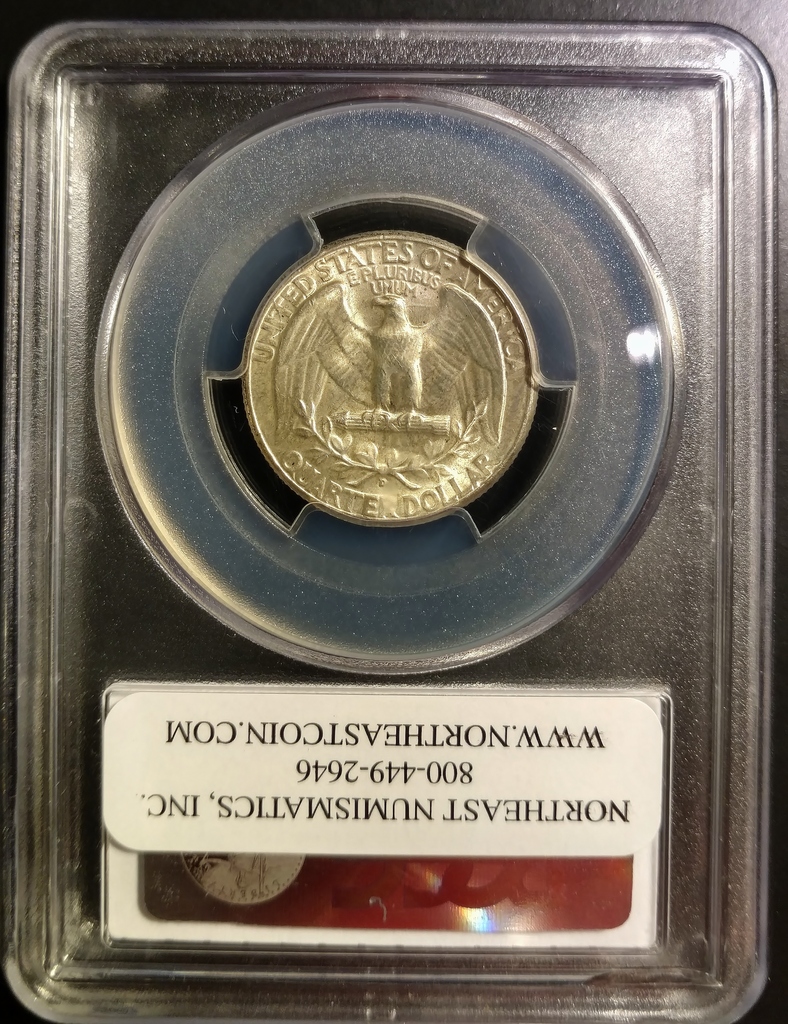 UNITED STATES OF AMERICA
E PLURIBUS
UNUM
QUARTER DOLLAR
D
NORTHEAST NUMISMATICS, INC.
800-449-2646
WWW.NORTHEASTCOIN.COM